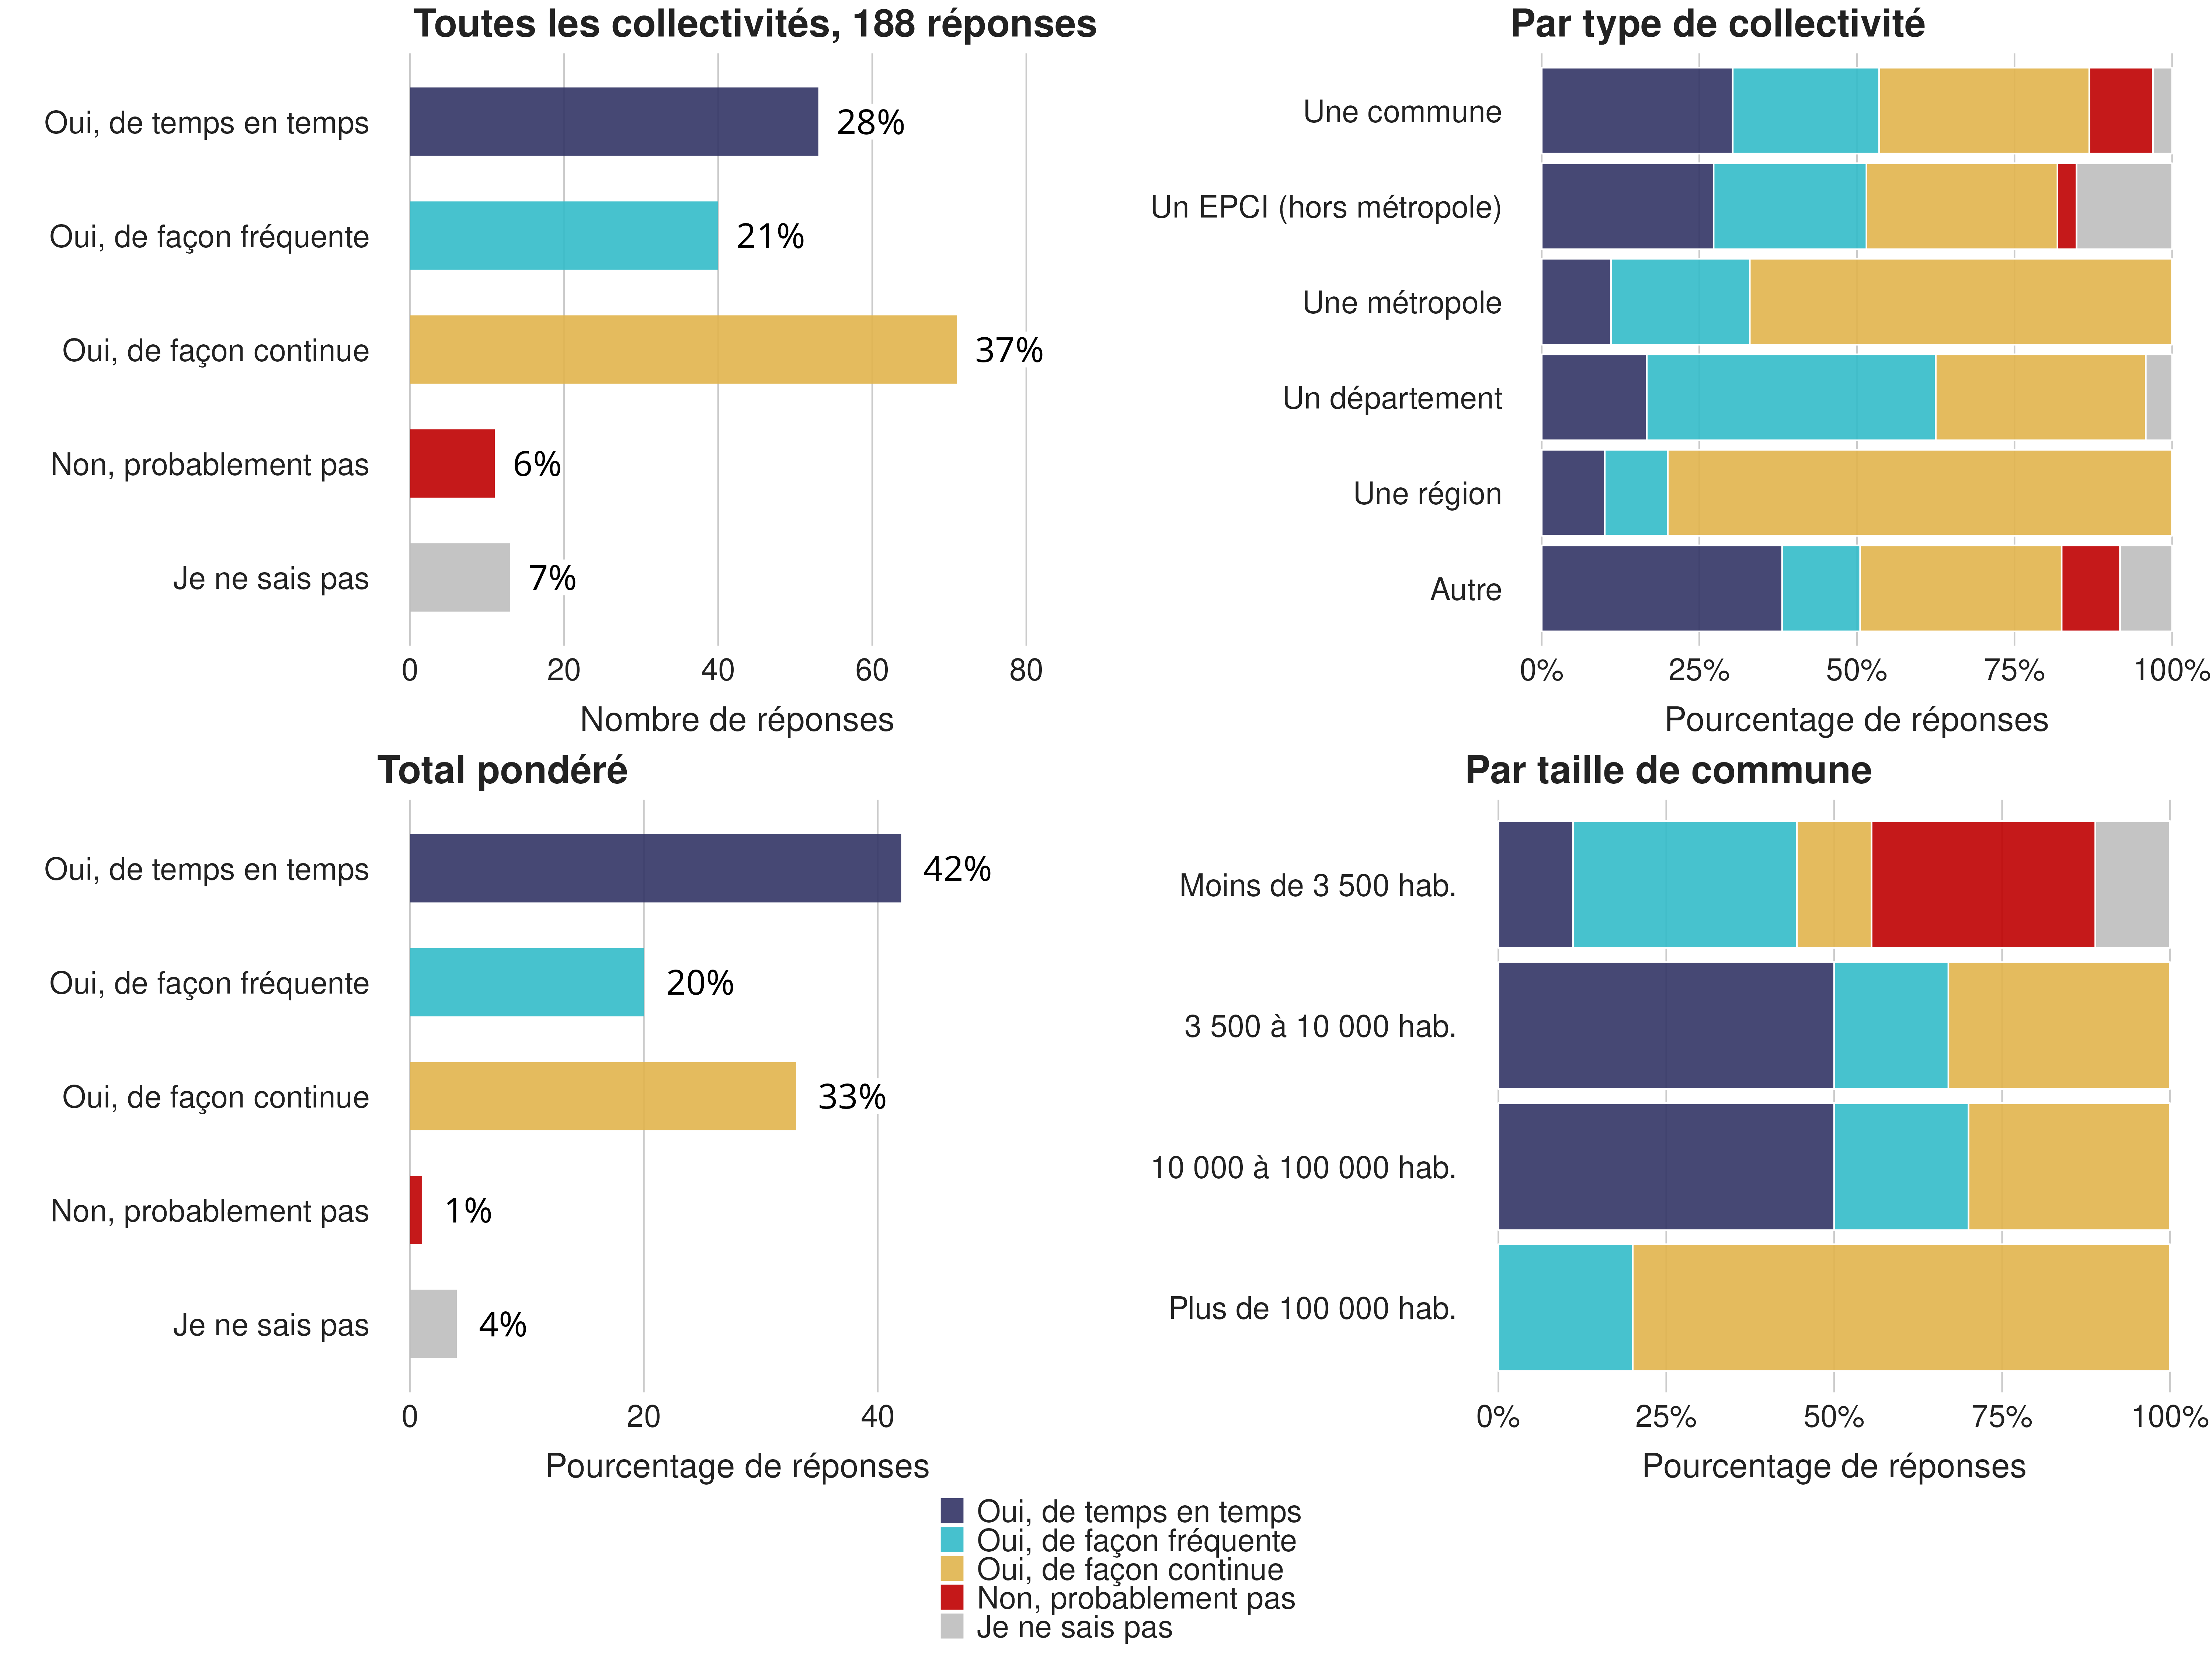 Toutes les collectivités, 188 réponses
Oui, de temps en temps
28%
Oui, de façon fréquente
21%
Oui, de façon continue
37%
Non, probablement pas
6%
Je ne sais pas
7%
0 20 40 60 80
Nombre de réponses
Par type de collectivité
Une commune
Un EPCI (hors métropole)
Une métropole
Un département
Une région
Autre
0% 25% 50% 75% 100%
Pourcentage de réponses
Total pondéré
Oui, de temps en temps
42%
Oui, de façon fréquente
20%
Oui, de façon continue
33%
Non, probablement pas
1%
Je ne sais pas
4%
0 20 40
Pourcentage de réponses
Par taille de commune
Moins de 3 500 hab.
3 500 à 10 000 hab.
10 000 à 100 000 hab.
Plus de 100 000 hab.
0% 25% 50% 75% 100%
Pourcentage de réponses
Oui, de temps en temps
Oui, de façon fréquente
Oui, de façon continue
Non, probablement pas
Je ne sais pas